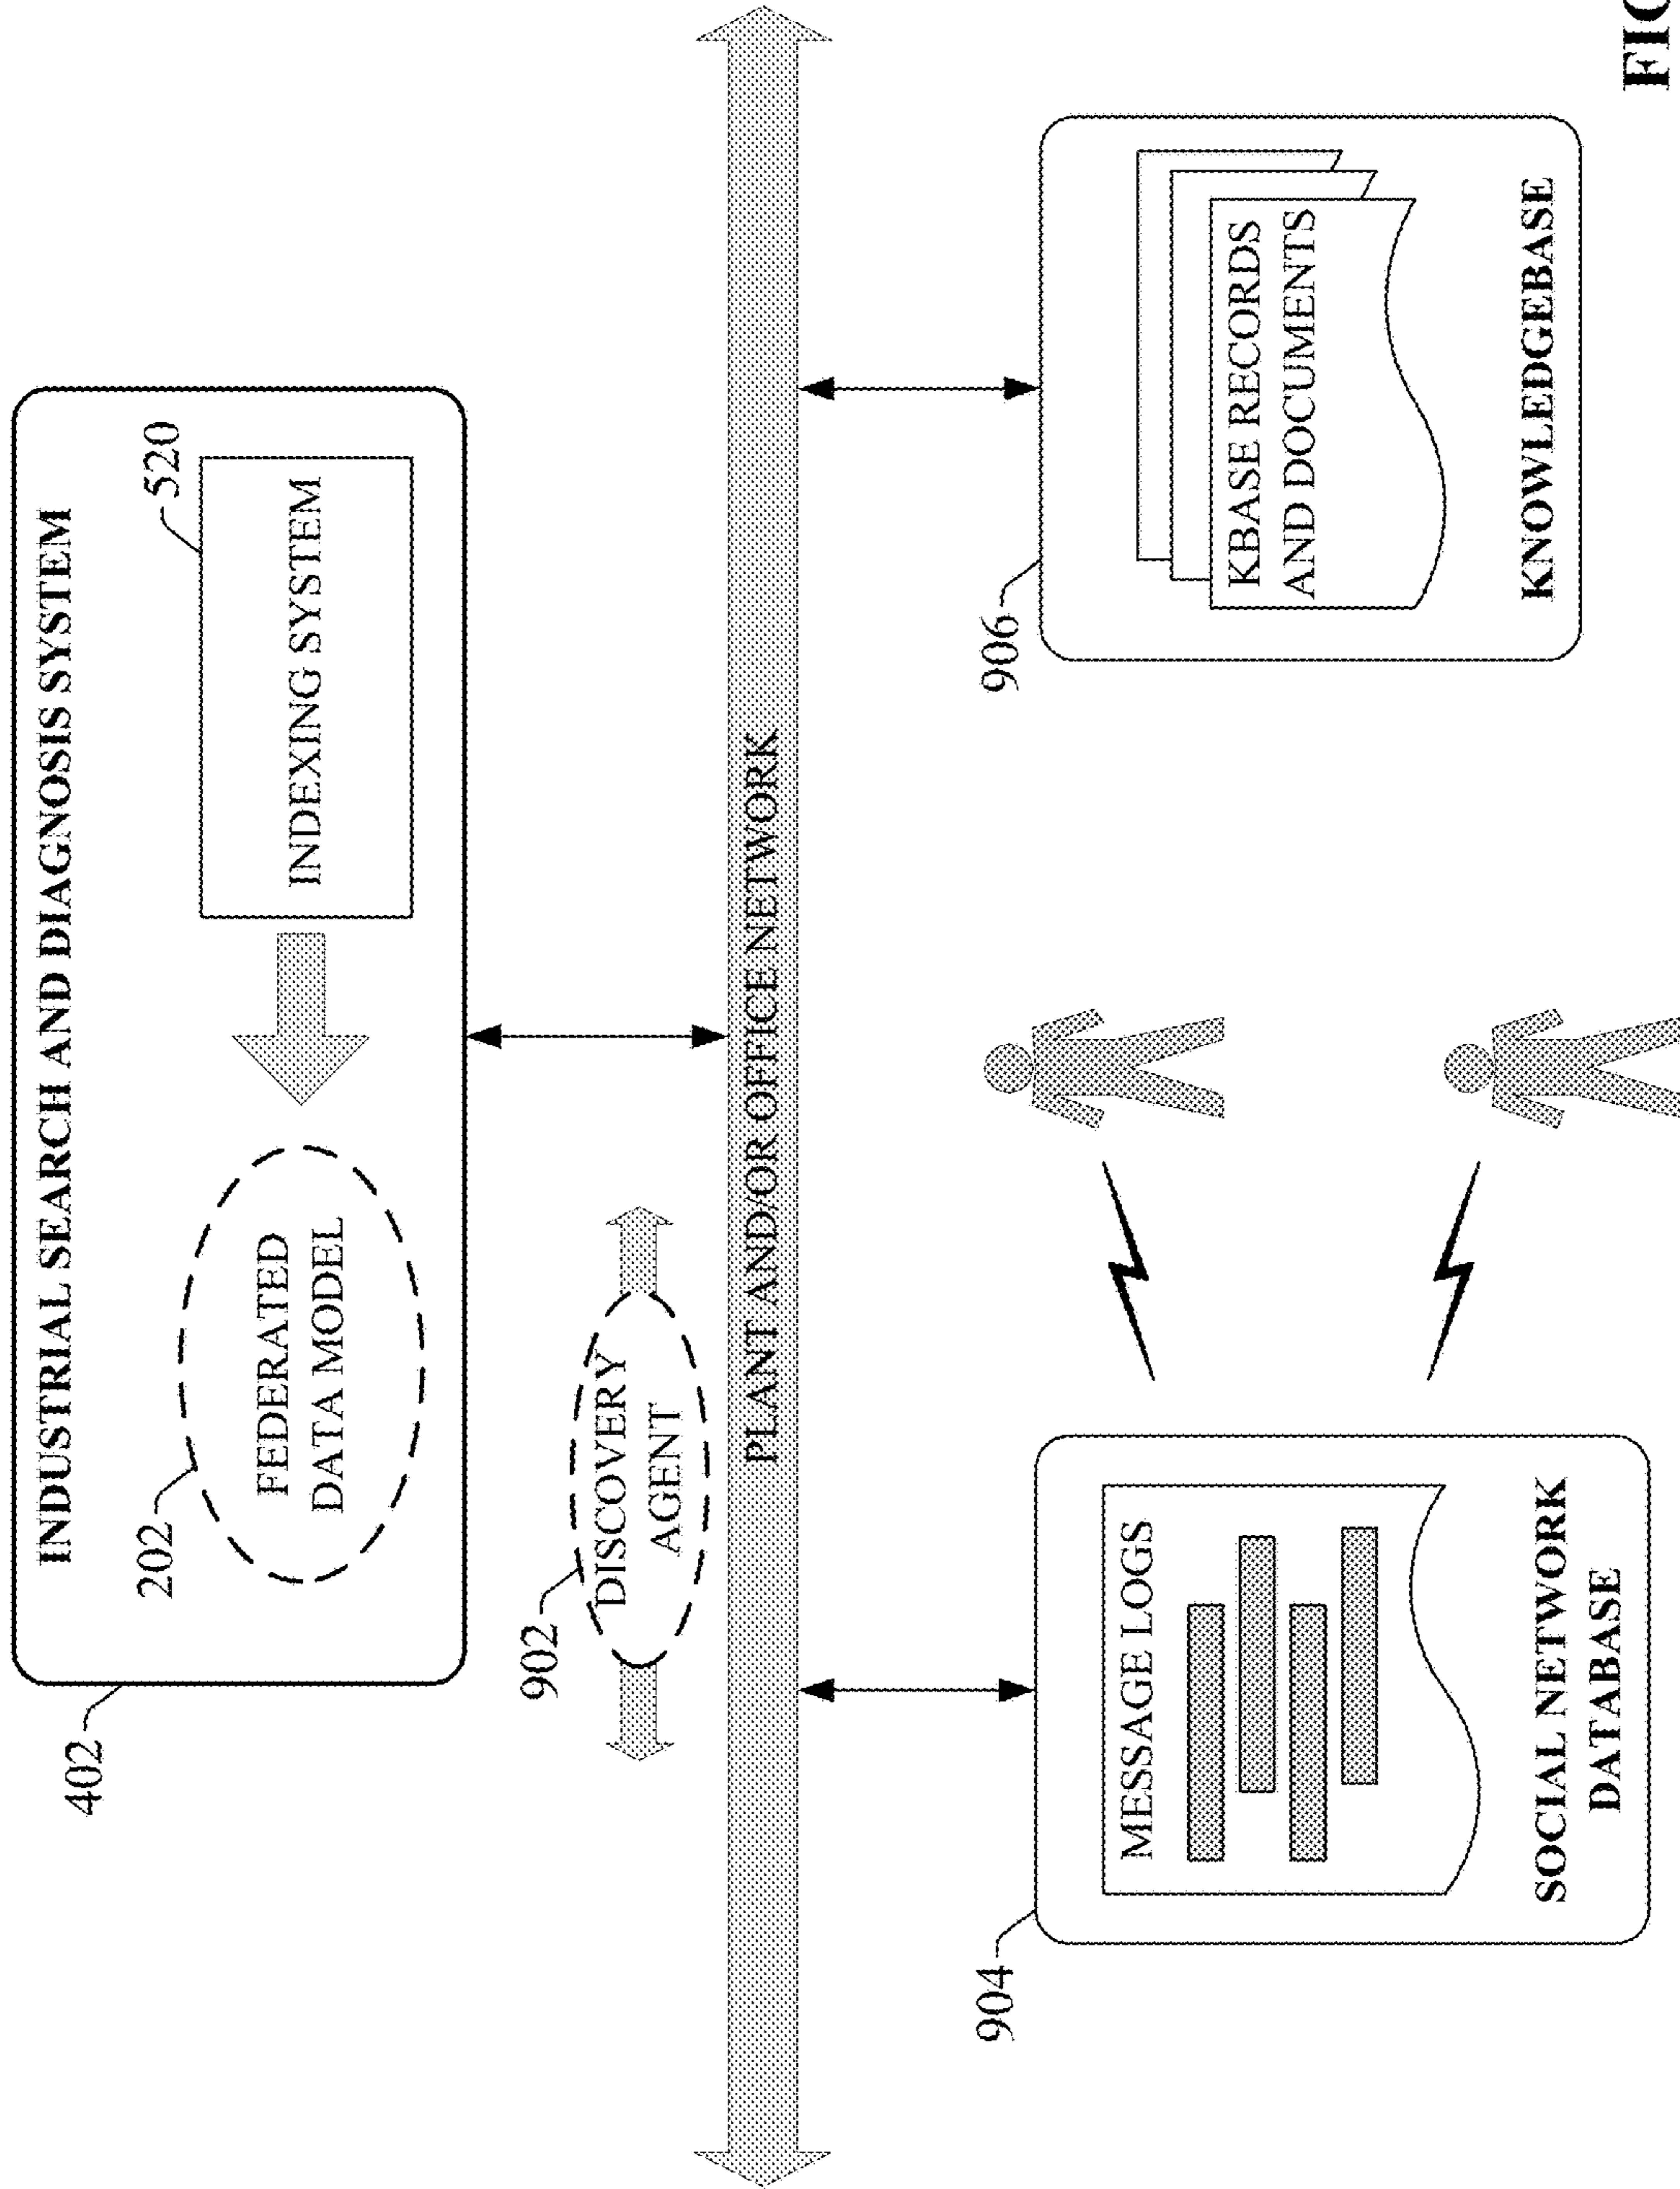 INDUSTRIAL SEARCH AND DIAGNOSIS SYSTEM
402
202
FEDERATED
DATA MODEL
520
INDEXING SYSTEM
902
DISCOVERY
AGENT
PLANT AND/OR OFFICE NETWORK
904
MESSAGE LOGS
SOCIAL NETWORK
DATABASE
906
KBASE RECORDS
AND DOCUMENTS
KNOWLEDGEBASE